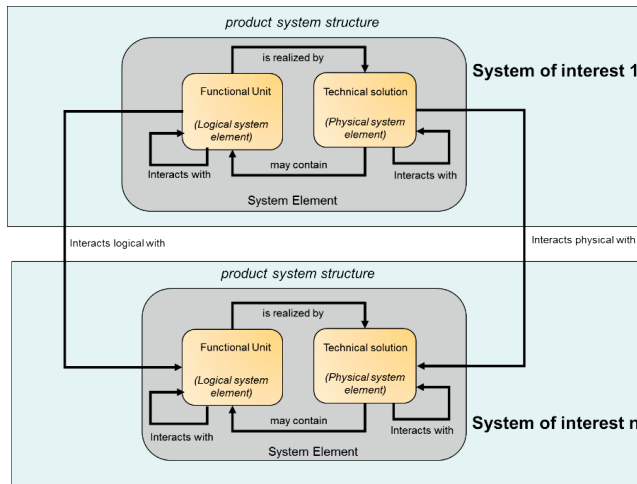 product system structure
is realized by
System of interest 1
Functional Unit
(Logical system
element)
Technical solution
(Physical system
element)
may contain
Interacts with
Interacts with
System Element
Interacts logical with
Interacts physical with
product system structure
is realized by
Functional Unit
(Logical system
element)
Technical solution
(Physical system
element)
may contain
Interacts with
Interacts with
System of interest n
System Element